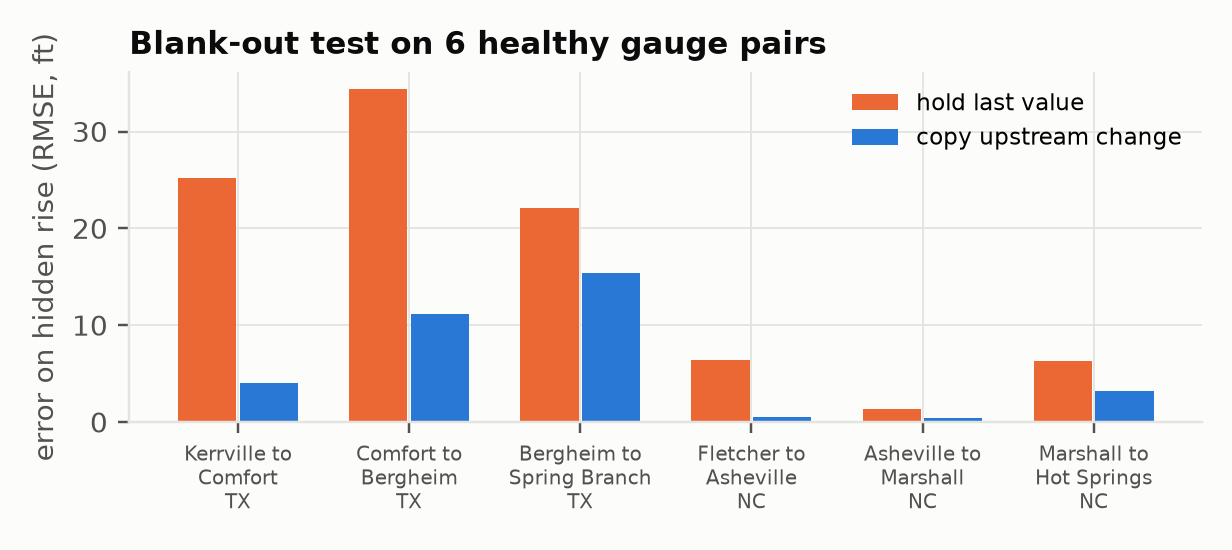 Blank-out test on 6 healthy gauge pairs
error on hidden rise (RMSE, ft)
30
20
10
0
hold last value
copy upstream change
Kerrville to
Comfort
TX
Comfort to
Bergheim
TX
Bergheim to
Spring Branch
TX
Fletcher to
Asheville
NC
Asheville to
Marshall
NC
Marshall to
Hot Springs
NC